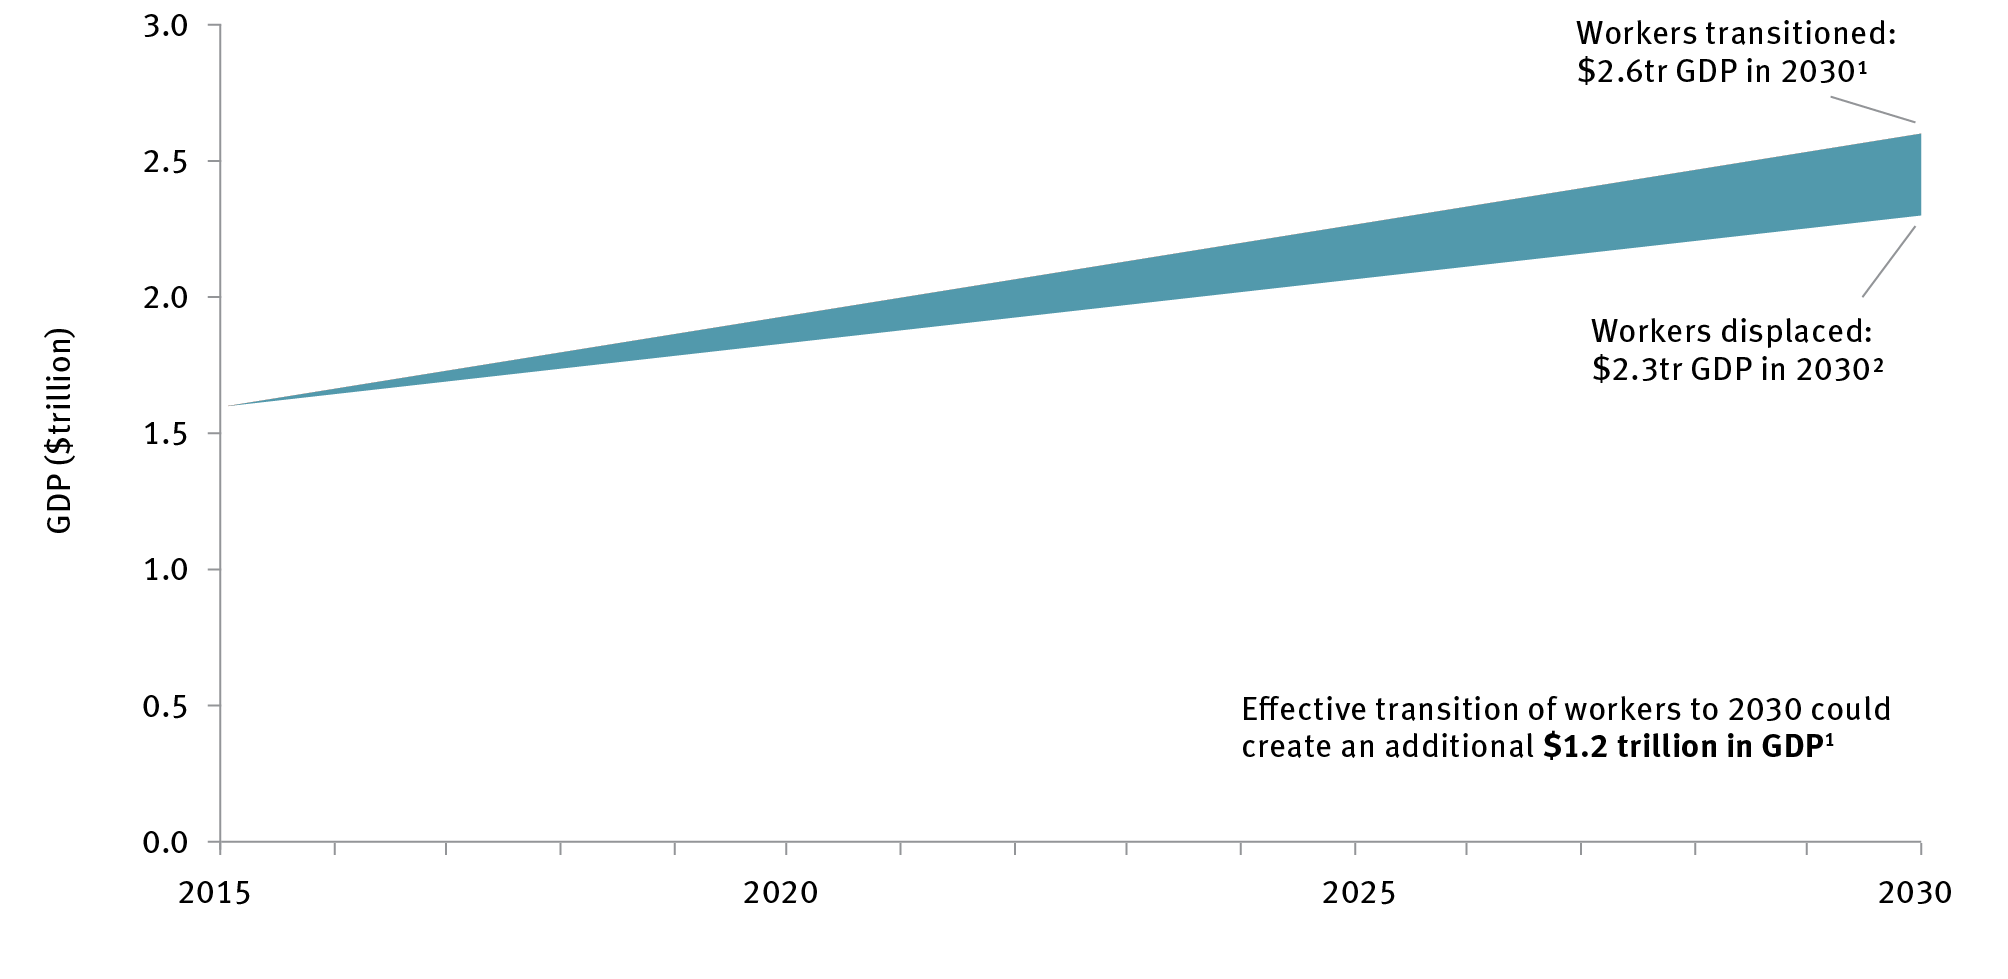 3.0
2.5
2.0
1.5
1.0
0.5
0.0
GDP ($trillion)
2015
2020
2025
2030
Workers transitioned:
$2.6tr GDP in 2030¹
Workers displaced:
$2.3tr GDP in 2030²
Effective transition of workers to 2030 could
create an additional $1.2 trillion in GDP¹